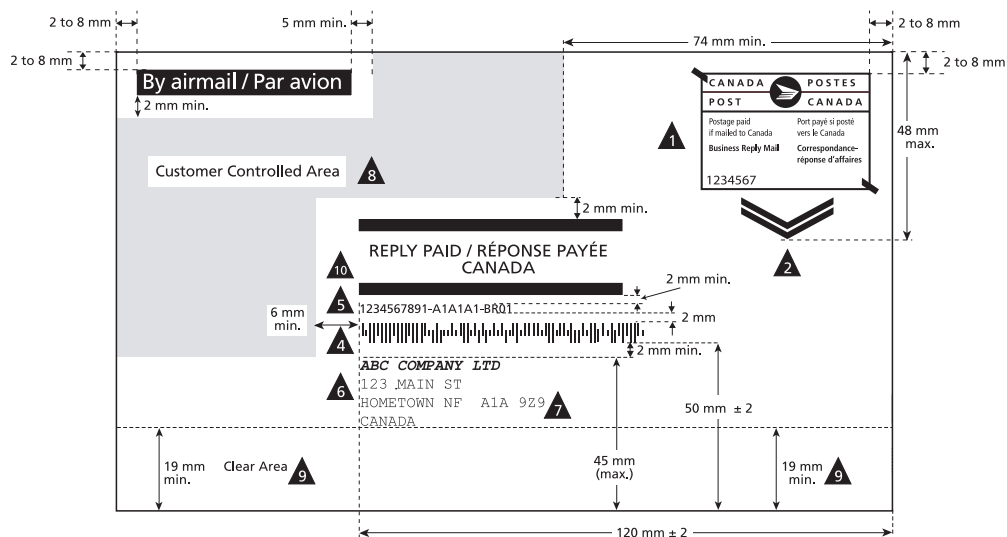 2 to 8 mm
5 mm min.
2 to 8 mm
74 mm min.
2 to 8 mm
2 to 8 mm
By airmail / Par avion
2 mm min.
CANADA POSTES
POST CANADA
Postage paid
if mailed to Canada
Business Reply Mail
Port payé si posté
vers le Canada
Correspondance-
réponse d'affaires
1234567
1
48 mm
max.
Customer Controlled Area
8
2 mm min.
2
REPLY PAID / RÉPONSE PAYÉE
CANADA
10
2 mm min.
5
1234567891-A1A1A1-BR01
6 mm
min.
2 mm
4
2 mm min.
ABC COMPANY LTD
6
123 MAIN ST
HOMETOWN NF A1A 9Z9
7
CANADA
50 mm ± 2
19 mm
min.
Clear Area
9
45 mm
(max.)
19 mm
min.
9
120 mm ± 2